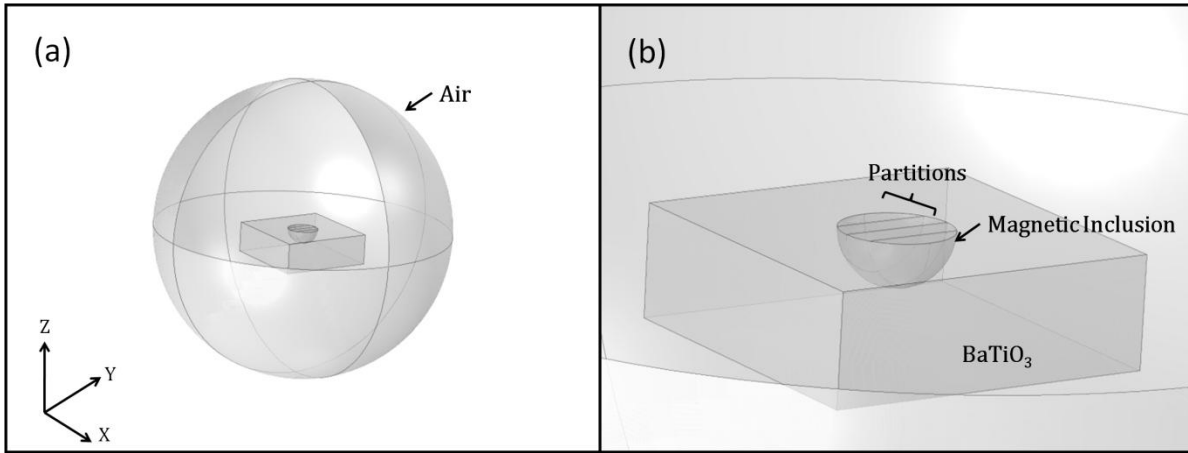 (a)
Air
Z
Y
X
(b)
Partitions
Magnetic Inclusion
BaTiO₃